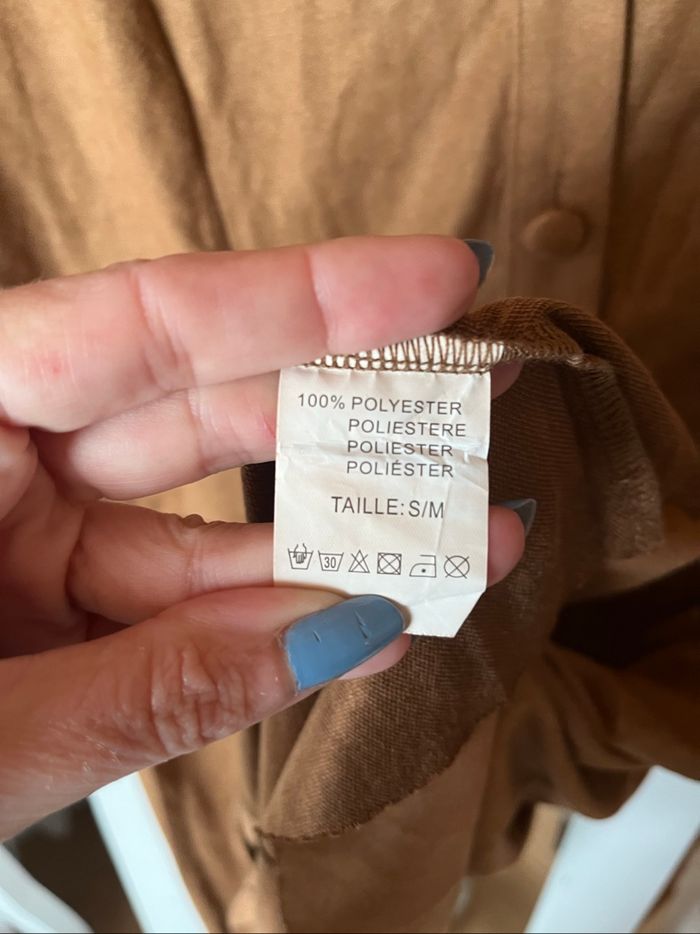 100% POLYESTER
POLIESTERE
POLIESTER
POLIÉSTER
TAILLE: S/M
30